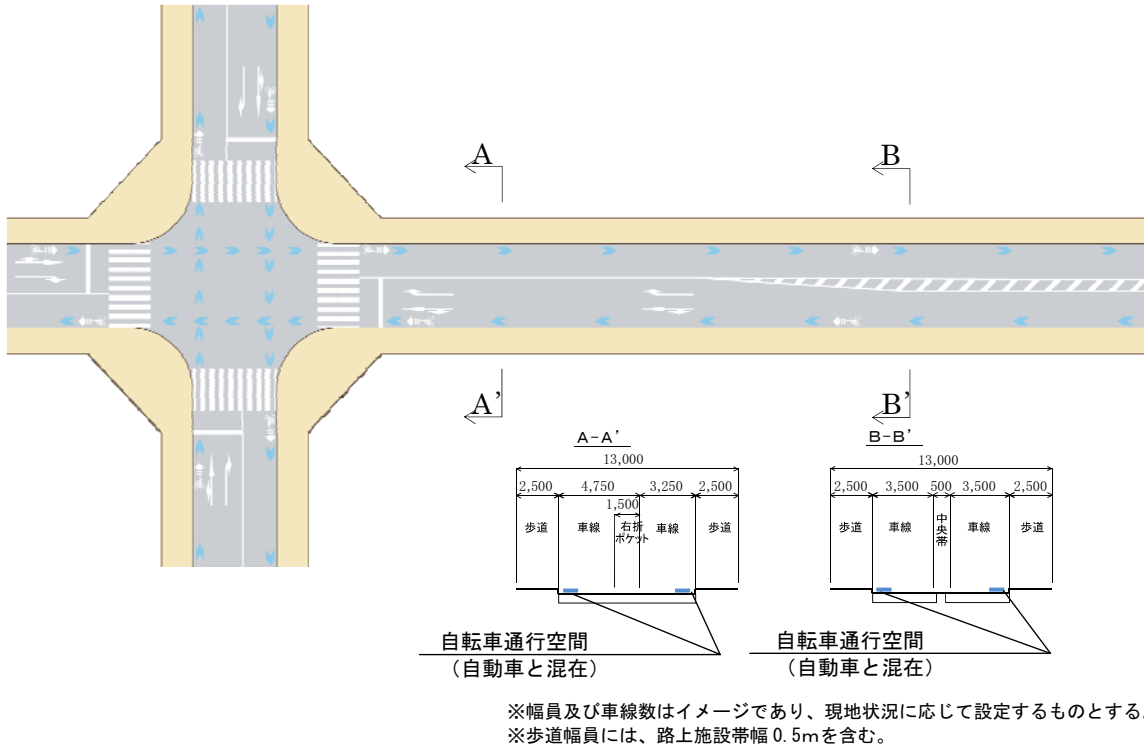 A
B
A'
B'
A-A'
13,000
2,500 4,750 3,250 2,500
1,500
歩道 車線 右折ポケット 車線 歩道
自転車通行空間
(自動車と混在)
B-B'
13,000
2,500 3,500 500 3,500 2,500
歩道 車線 中央帯 車線 歩道
自転車通行空間
(自動車と混在)
※幅員及び車線数はイメージであり、現地状況に応じて設定するものとする。
※歩道幅員には、路上施設帯幅0.5mを含む。